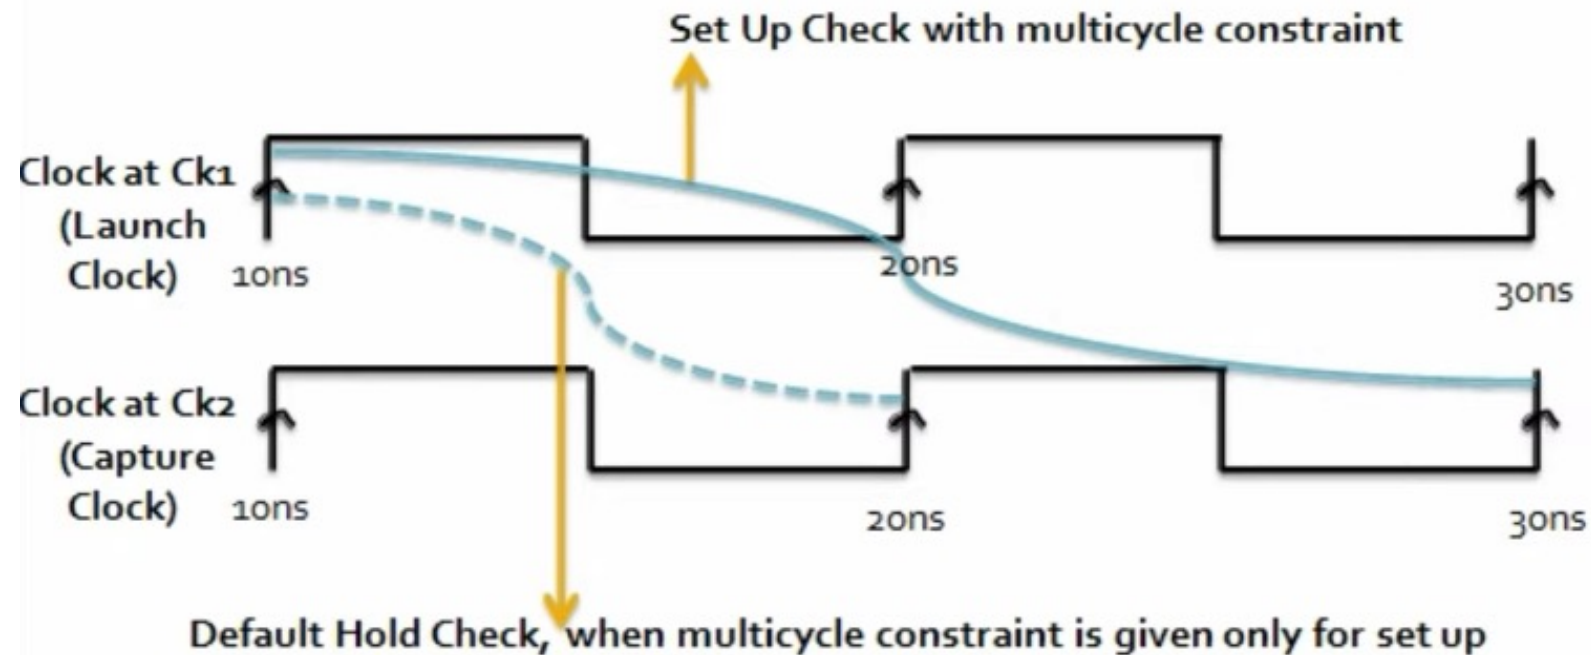 Set Up Check with multicycle constraint
Clock at Ck1
(Launch
Clock)
10ns
20ns
30ns
Clock at Ck2
(Capture
Clock)
10ns
20ns
30ns
Default Hold Check, when multicycle constraint is given only for set up